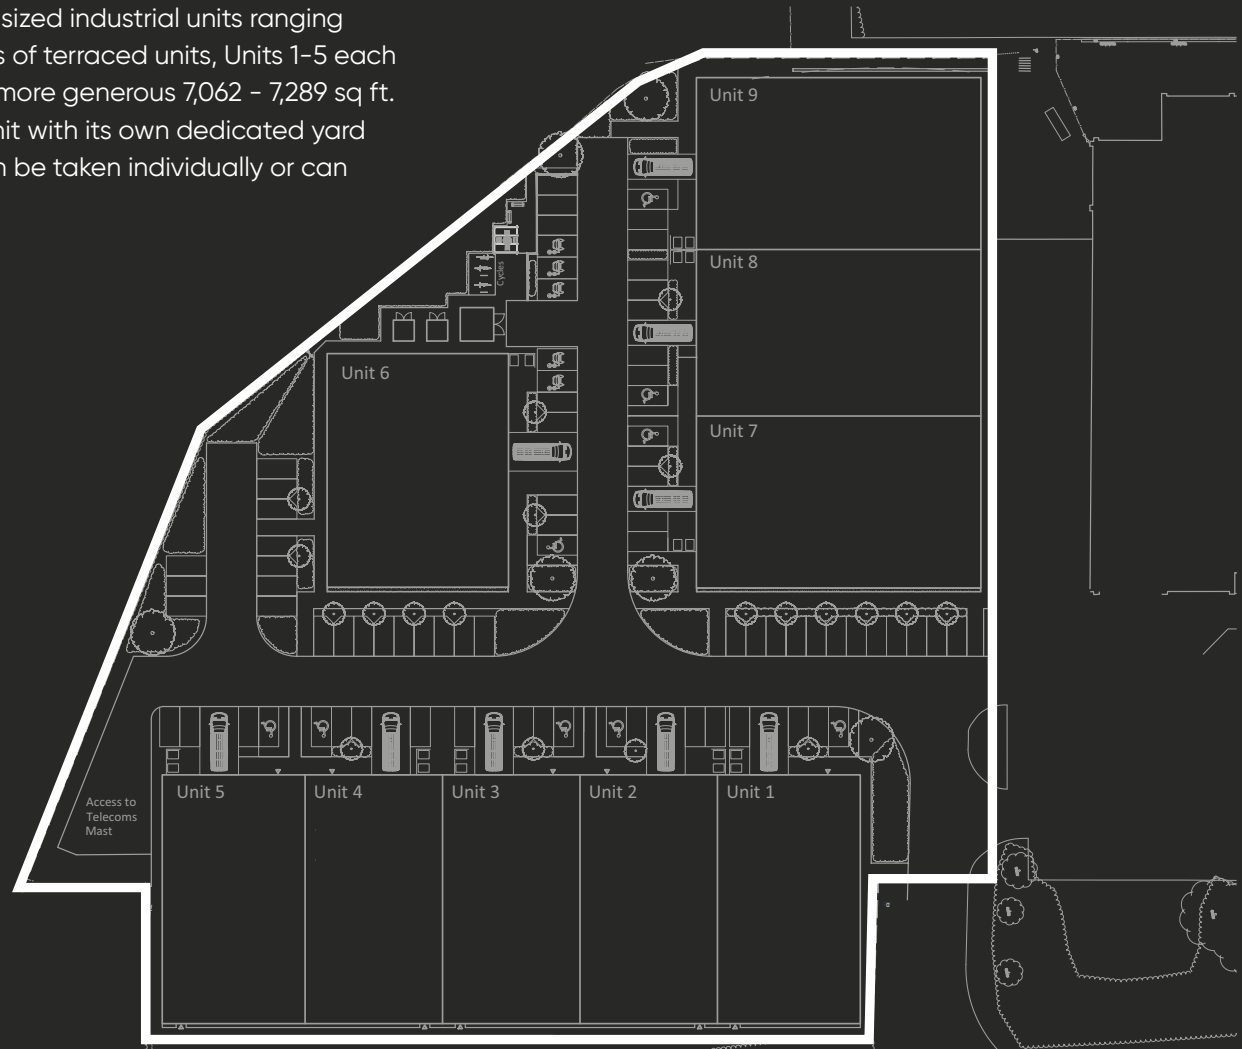 sized industrial units ranging
s of terraced units, Units 1-5 each
more generous 7,062 - 7,289 sq ft.
nit with its own dedicated yard
n be taken individually or can
Unit 9
Unit 8
Cycles
Unit 6
Unit 7
Unit 5
Unit 4
Unit 3
Unit 2
Unit 1
Access to
Telecoms
Mast